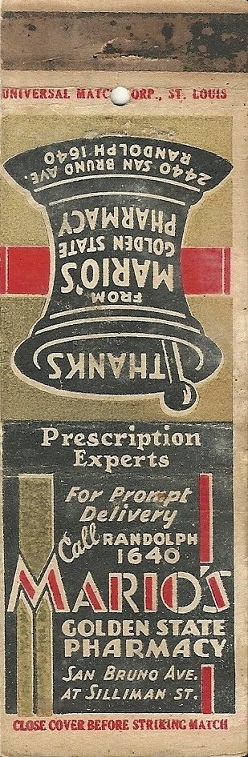 UNIVERSAL MATCH CORP., ST. LOUIS
THANKS
FROM
MARIO'S
GOLDEN STATE
PHARMACY
2440 SAN BRUNO AVE.
RANDOLPH 1640
Prescription
Experts
For Prompt
Delivery
Call RANDOLPH
1640
MARIO'S
GOLDEN STATE
PHARMACY
SAN BRUNO AVE.
AT SILLIMAN ST.
CLOSE COVER BEFORE STRIKING MATCH